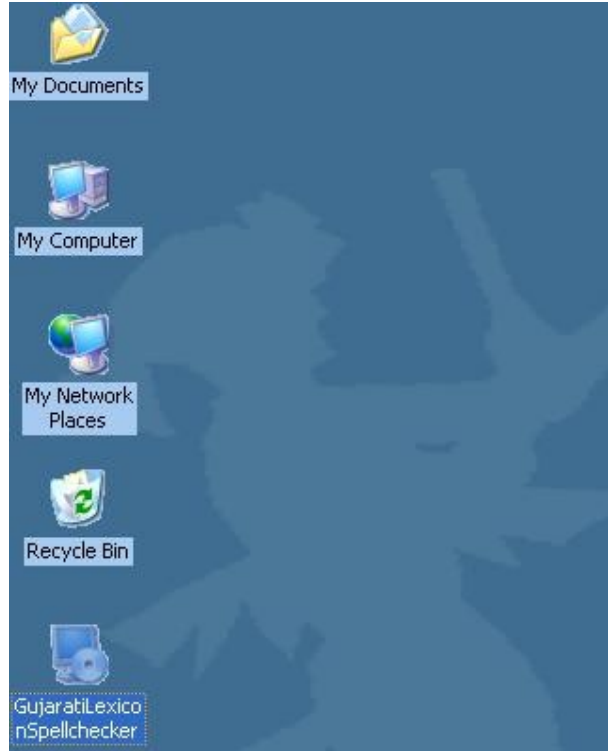 My Documents
My Computer
My Network
Places
Recycle Bin
GujaratiLexico
nSpellchecker